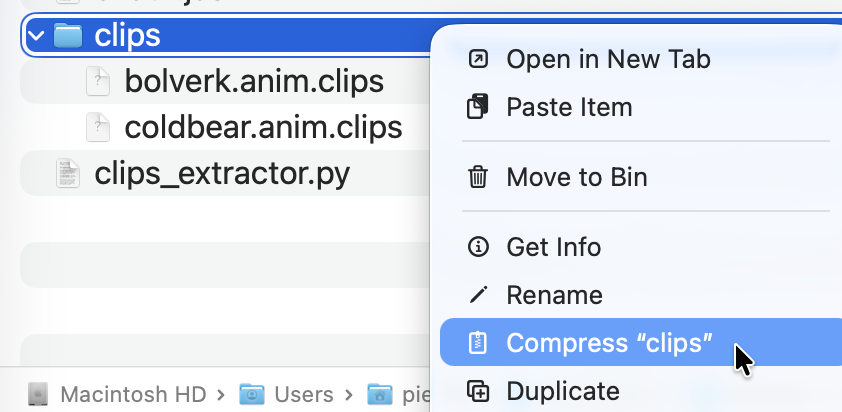 clips
bolverk.anim.clips
coldbear.anim.clips
clips_extractor.py
Open in New Tab
Paste Item
Move to Bin
Get Info
Rename
Compress “clips”
Duplicate
Macintosh HD › Users › pie